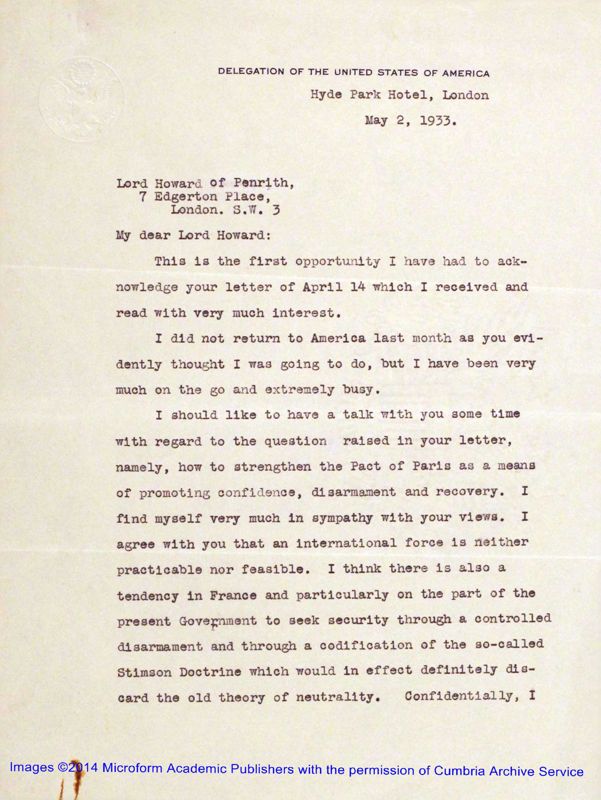 DELEGATION OF THE UNITED STATES OF AMERICA
Hyde Park Hotel, London
May 2, 1933.
Lord Howard of Penrith,
7 Edgerton Place,
London. S.W. 3
My dear Lord Howard:
This is the first opportunity I have had to ack-
nowledge your letter of April 14 which I received and
read with very much interest.
I did not return to America last month as you evi-
dently thought I was going to do, but I have been very
much on the go and extremely busy.
I should like to have a talk with you some time
with regard to the question raised in your letter,
namely, how to strengthen the Pact of Paris as a means
of promoting confidence, disarmament and recovery. I
find myself very much in sympathy with your views. I
agree with you that an international force is neither
practicable nor feasible. I think there is also a
tendency in France and particularly on the part of the
present Government to seek security through a controlled
disarmament and through a codification of the so-called
Stimson Doctrine which would in effect definitely dis-
card the old theory of neutrality. Confidentially, I
Images ©2014 Microform Academic Publishers with the permission of Cumbria Archive Service